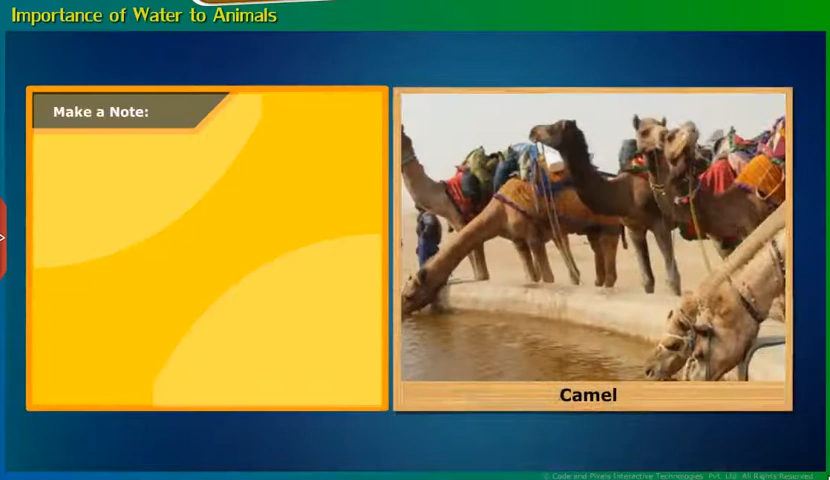 Importance of Water to Animals
Make a Note:
Camel
© Code and Pixels Interactive Technologies. Pvt. Ltd. All Rights Reserved